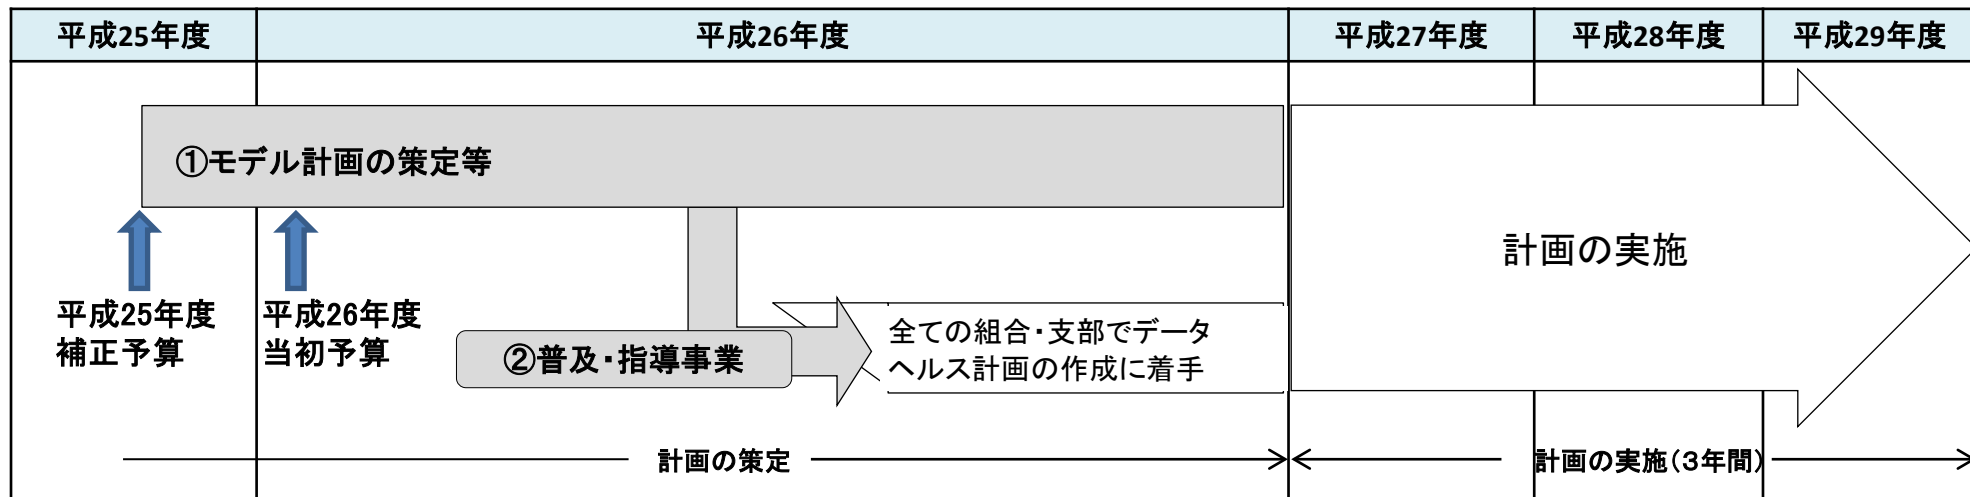 平成25年度
平成26年度
平成27年度
平成28年度
平成29年度
①モデル計画の策定等
計画の実施
平成25年度
補正予算
平成26年度
当初予算
②普及・指導事業
全ての組合・支部でデータ
ヘルス計画の作成に着手
計画の策定
計画の実施(3年間)